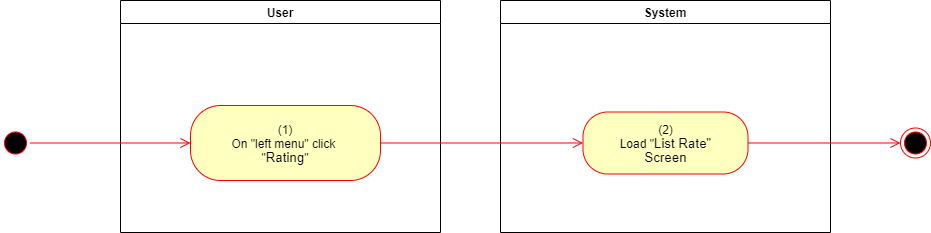 User
System
(1)
On "left menu" click
"Rating"
(2)
Load "List Rate"
Screen